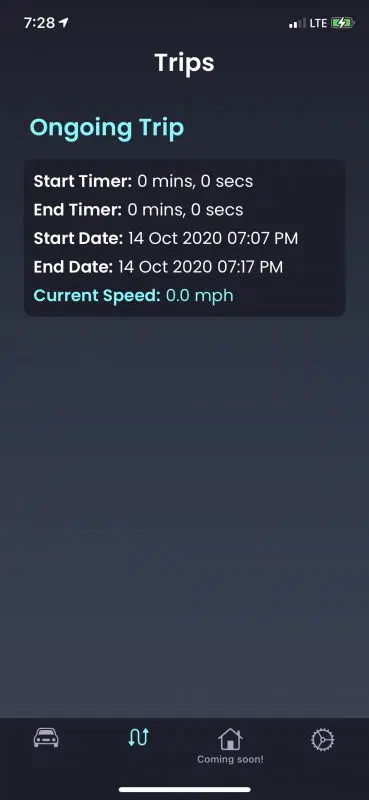 7:28
LTE
Trips
Ongoing Trip
Start Timer: 0 mins, 0 secs
End Timer: 0 mins, 0 secs
Start Date: 14 Oct 2020 07:07 PM
End Date: 14 Oct 2020 07:17 PM
Current Speed: 0.0 mph
Coming soon!